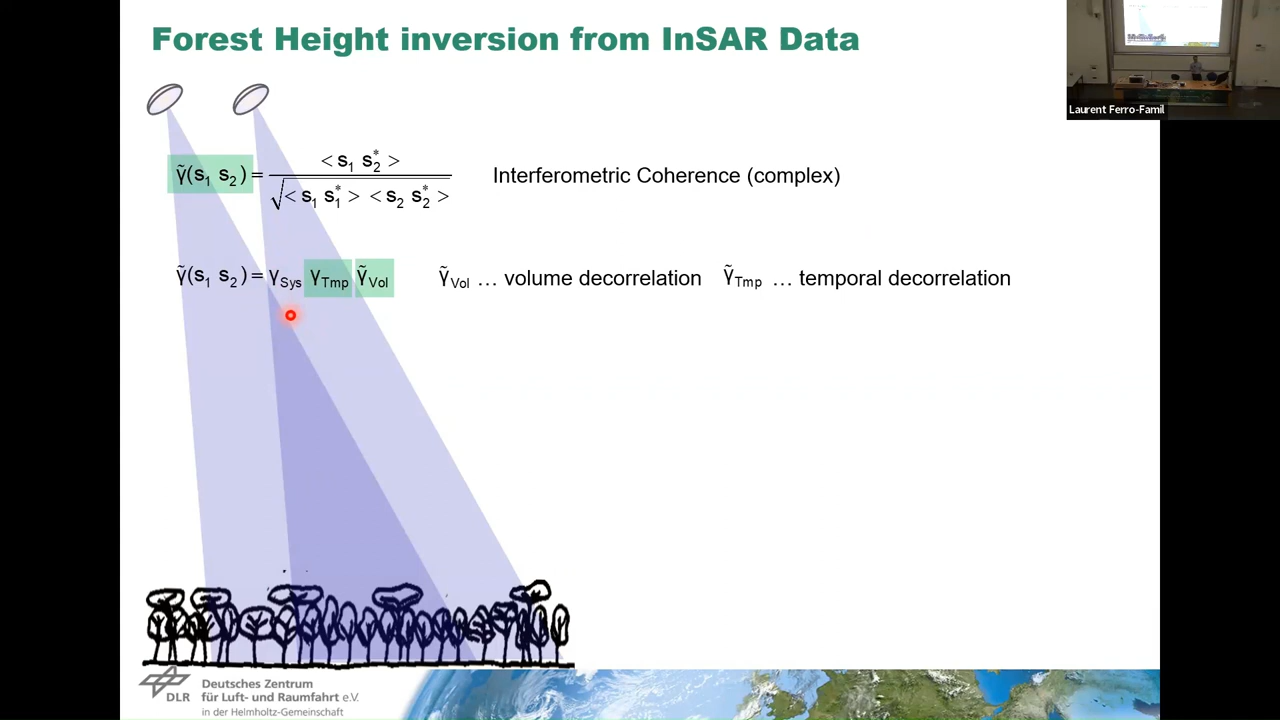 Forest Height inversion from InSAR Data
Laurent Ferro-Famil
γ̃(s₁ s₂) = < s₁ s₂* > / √< s₁ s₁* > < s₂ s₂* >
Interferometric Coherence (complex)
γ̃(s₁ s₂) = γSys γTmp γ̃Vol
γ̃Vol … volume decorrelation γ̃Tmp … temporal decorrelation
DLR
Deutsches Zentrum
für Luft- und Raumfahrt e.V.
in der Helmholtz-Gemeinschaft